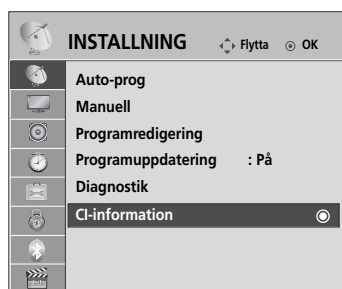 INSTALLNING Flytta OK
Auto-prog
Manuell
Programredigering
Programuppdatering : På
Diagnostik
CI-information